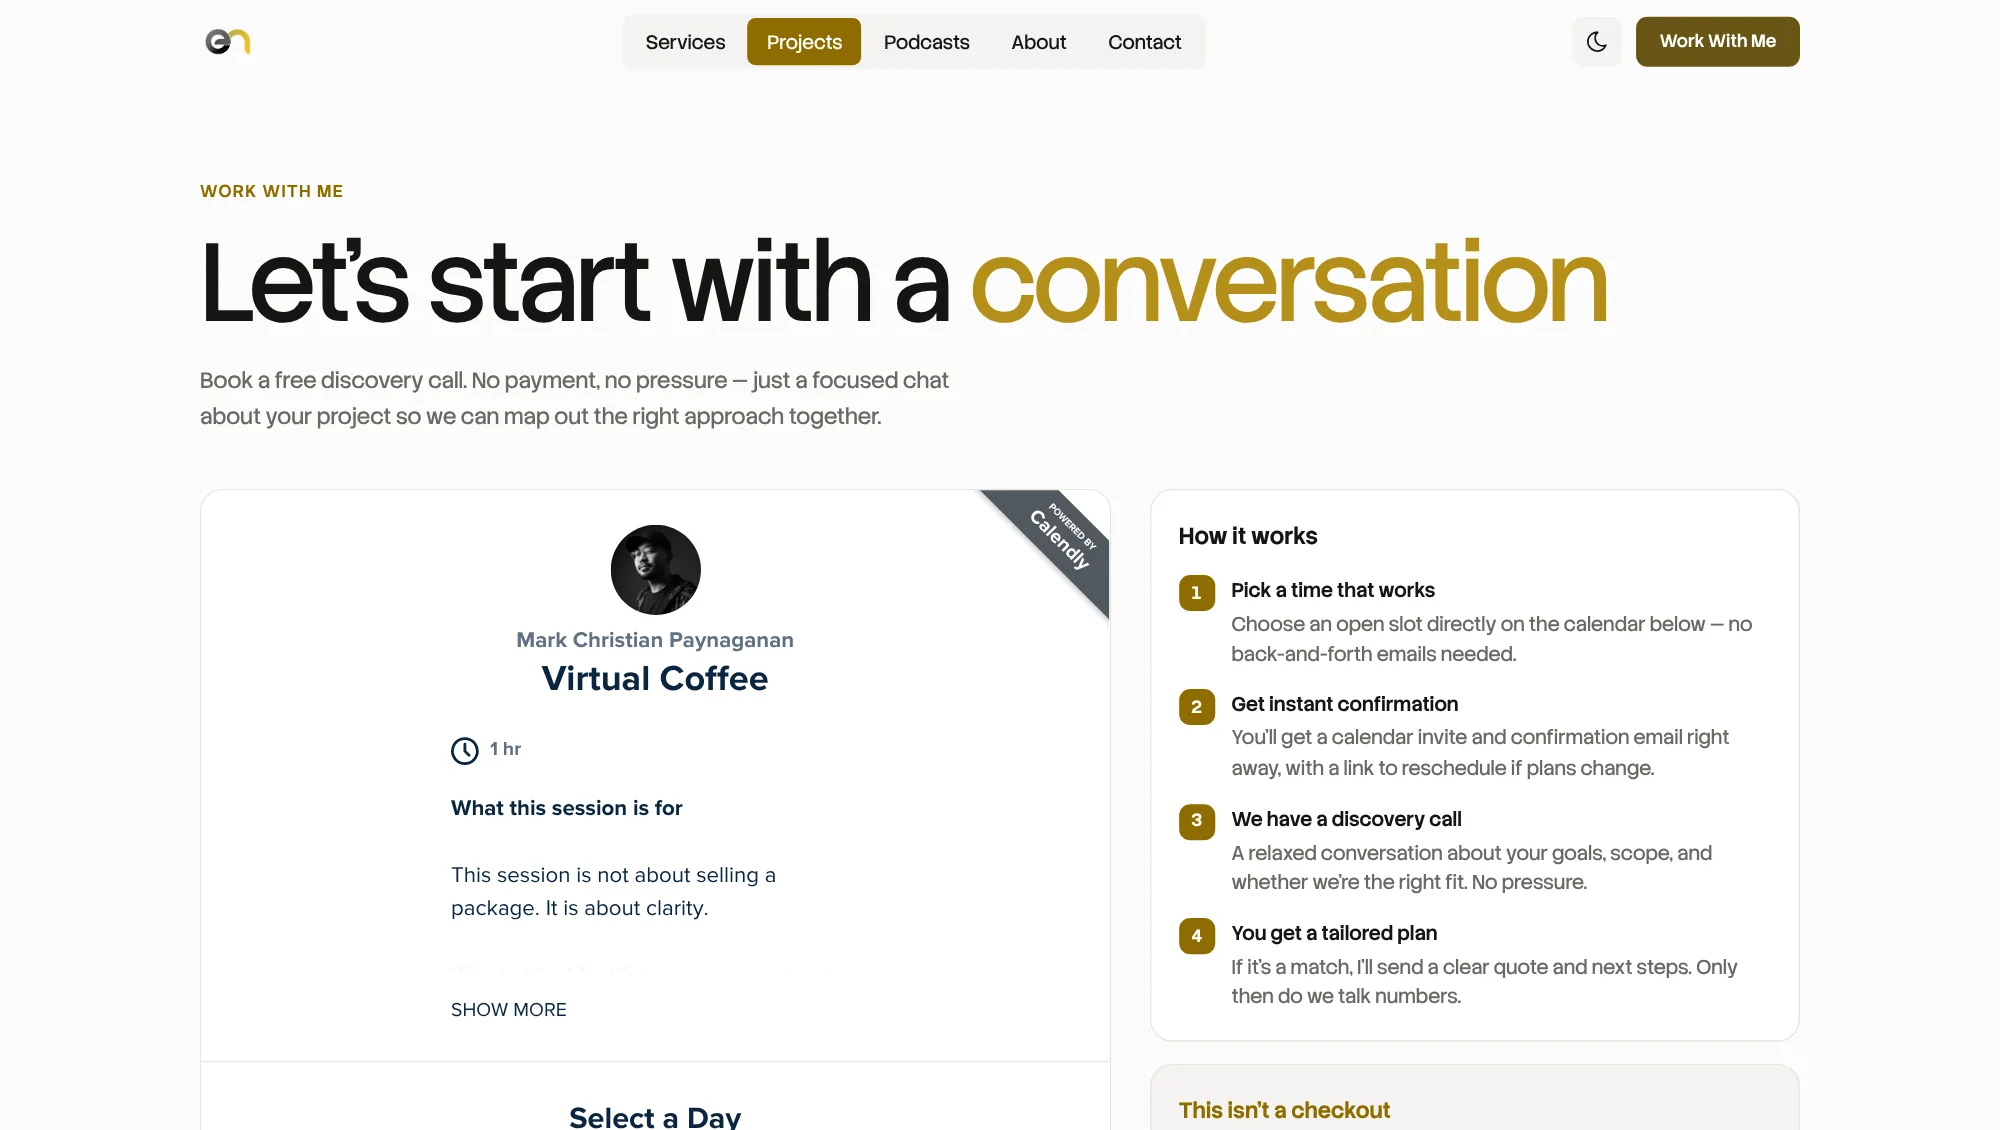 en
Services
Projects
Podcasts
About
Contact
Work With Me
WORK WITH ME
Let's start with a conversation
Book a free discovery call. No payment, no pressure – just a focused chat
about your project so we can map out the right approach together.
POWERED BY
Calendly
Mark Christian Paynaganan
Virtual Coffee
1 hr
What this session is for
This session is not about selling a
package. It is about clarity.
SHOW MORE
Select a Day
How it works
1
Pick a time that works
Choose an open slot directly on the calendar below – no
back-and-forth emails needed.
2
Get instant confirmation
You'll get a calendar invite and confirmation email right
away, with a link to reschedule if plans change.
3
We have a discovery call
A relaxed conversation about your goals, scope, and
whether we're the right fit. No pressure.
4
You get a tailored plan
If it's a match, I'll send a clear quote and next steps. Only
then do we talk numbers.
This isn't a checkout